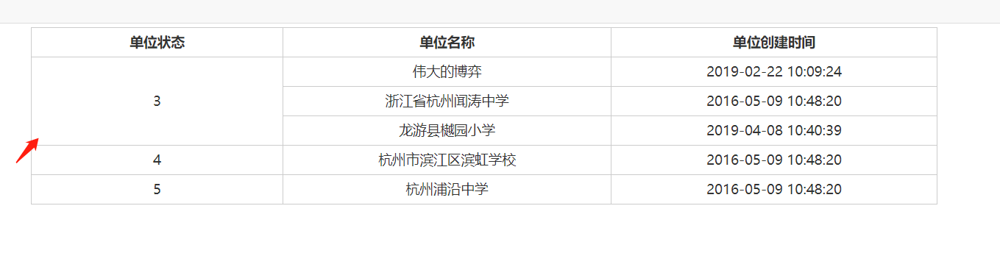 单位状态 单位名称 单位创建时间
3 伟大的博弈 2019-02-22 10:09:24
浙江省杭州闻涛中学 2016-05-09 10:48:20
龙游县樾园小学 2019-04-08 10:40:39
4 杭州市滨江区滨虹学校 2016-05-09 10:48:20
5 杭州浦沿中学 2016-05-09 10:48:20